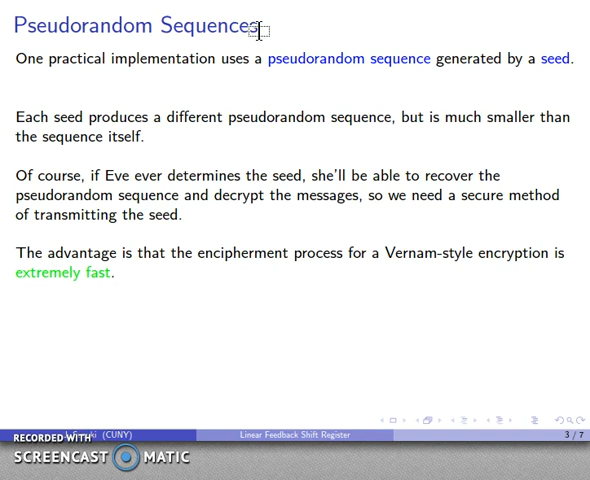 Pseudorandom Sequences
One practical implementation uses a pseudorandom sequence generated by a seed.
Each seed produces a different pseudorandom sequence, but is much smaller than
the sequence itself.
Of course, if Eve ever determines the seed, she'll be able to recover the
pseudorandom sequence and decrypt the messages, so we need a secure method
of transmitting the seed.
The advantage is that the encipherment process for a Vernam-style encryption is
extremely fast.
(CUNY) Linear Feedback Shift Register 3 / 7
RECORDED WITH
SCREENCAST MATIC